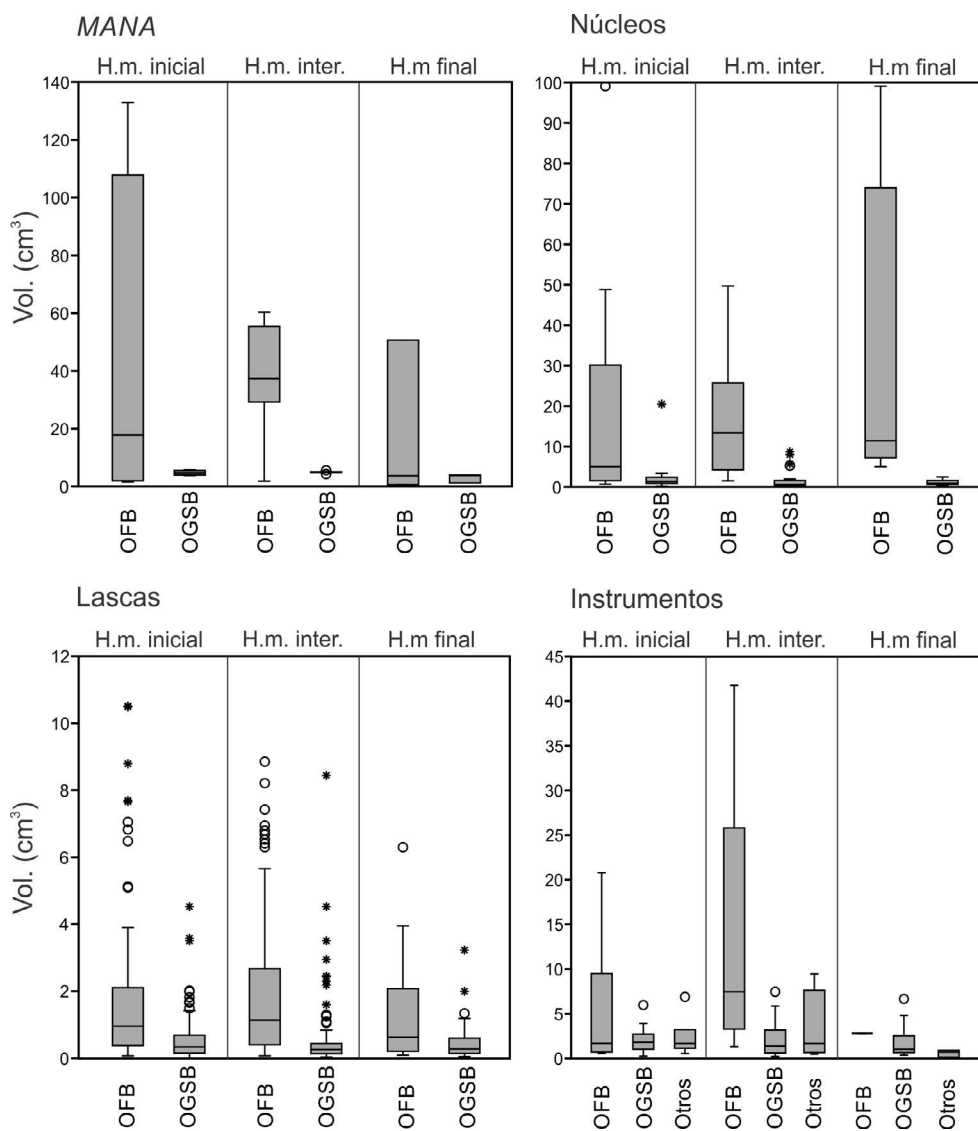 MANA
H.m. inicial H.m. inter. H.m final
140
120
100
80
60
40
20
0
Vol. (cm³)
OFB OGSB OFB OGSB OFB OGSB
Núcleos
H.m. inicial H.m. inter. H.m final
100
90
80
70
60
50
40
30
20
10
0
OFB OGSB OFB OGSB OFB OGSB
Lascas
H.m. inicial H.m. inter. H.m final
12
10
8
6
4
2
0
Vol. (cm³)
OFB OGSB OFB OGSB OFB OGSB
Instrumentos
H.m. inicial H.m. inter. H.m final
45
40
35
30
25
20
15
10
5
0
OFB OGSB Otros OFB OGSB Otros OFB OGSB Otros